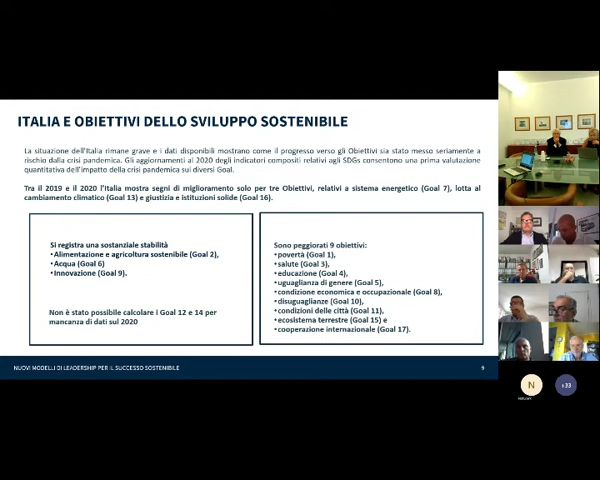 ITALIA E OBIETTIVI DELLO SVILUPPO SOSTENIBILE
La situazione dell'Italia rimane grave e i dati disponibili mostrano come il progresso verso gli Obiettivi sia stato messo seriamente a
rischio dalla crisi pandemica. Gli aggiornamenti al 2020 degli indicatori compositi relativi agli SDGs consentono una prima valutazione
quantitativa dell'impatto della crisi pandemica sui diversi Goal.
Tra il 2019 e il 2020 l'Italia mostra segni di miglioramento solo per tre Obiettivi, relativi a sistema energetico (Goal 7), lotta al
cambiamento climatico (Goal 13) e giustizia e istituzioni solide (Goal 16).
Si registra una sostanziale stabilità
•Alimentazione e agricoltura sostenibile (Goal 2),
•Acqua (Goal 6)
•Innovazione (Goal 9).
Non è stato possibile calcolare i Goal 12 e 14 per
mancanza di dati sul 2020
Sono peggiorati 9 obiettivi:
•povertà (Goal 1),
•salute (Goal 3),
•educazione (Goal 4),
•uguaglianza di genere (Goal 5),
•condizione economica e occupazionale (Goal 8),
•disuguaglianze (Goal 10),
•condizioni delle città (Goal 11),
•ecosistema terrestre (Goal 15) e
•cooperazione internazionale (Goal 17).
NUOVI MODELLI DI LEADERSHIP PER IL SUCCESSO SOSTENIBILE
9
N
+33